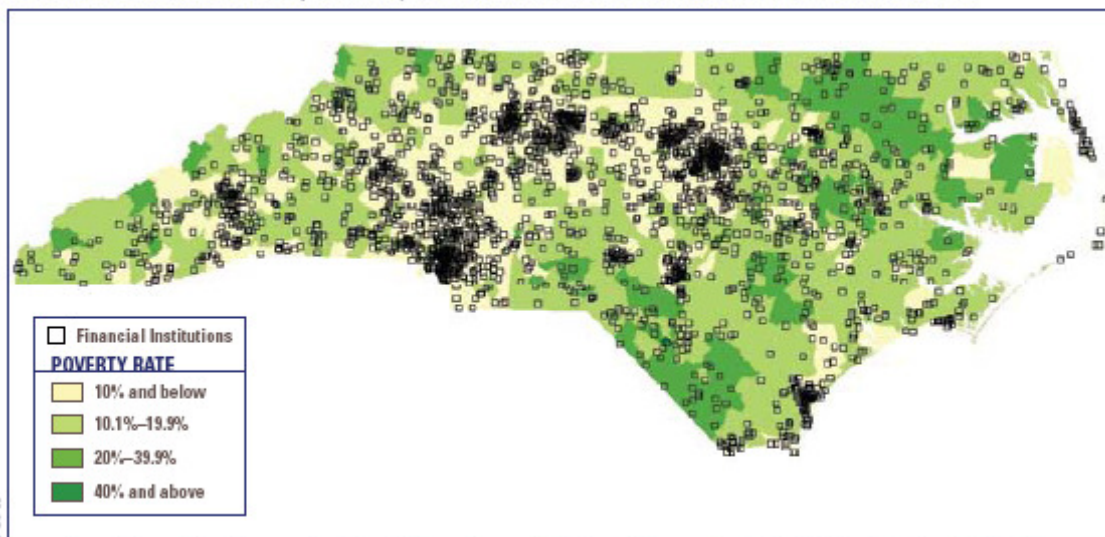 Financial Institutions
POVERTY RATE
10% and below
10.1%–19.9%
20%–39.9%
40% and above